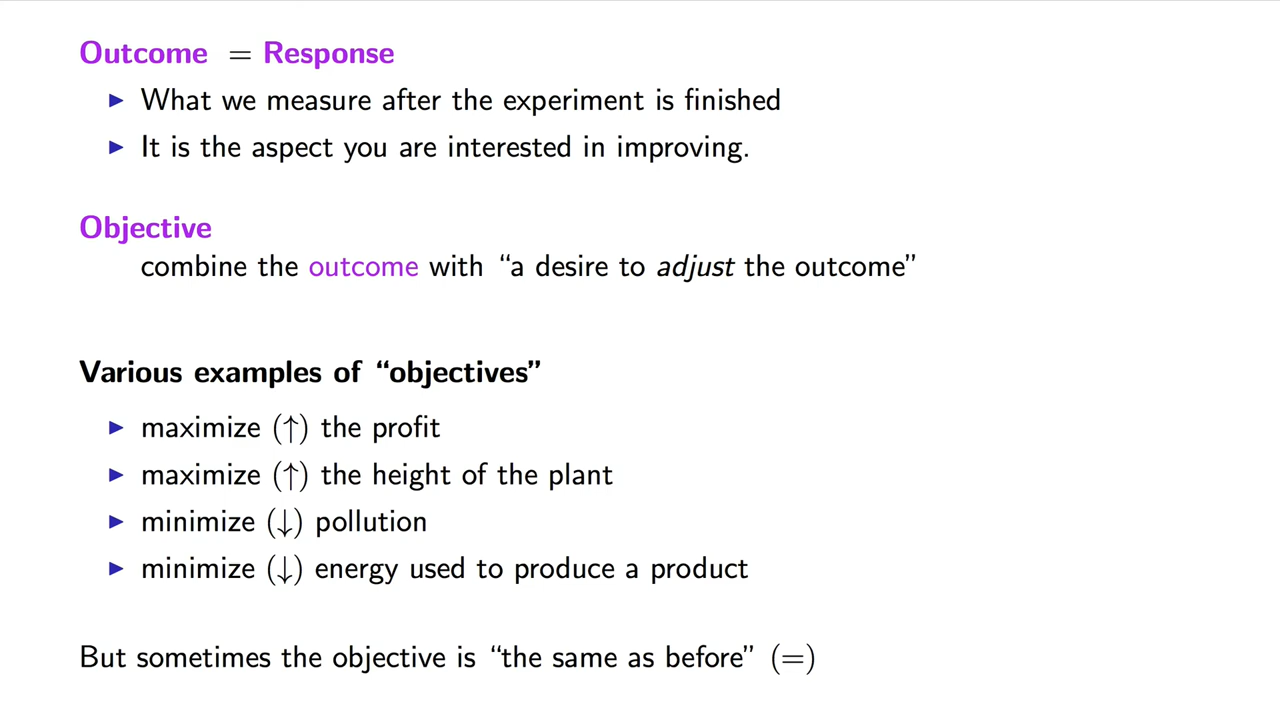 Outcome = Response
▶ What we measure after the experiment is finished
▶ It is the aspect you are interested in improving.
Objective
combine the outcome with “a desire to adjust the outcome”
Various examples of “objectives”
▶ maximize (↑) the profit
▶ maximize (↑) the height of the plant
▶ minimize (↓) pollution
▶ minimize (↓) energy used to produce a product
But sometimes the objective is “the same as before” (=)